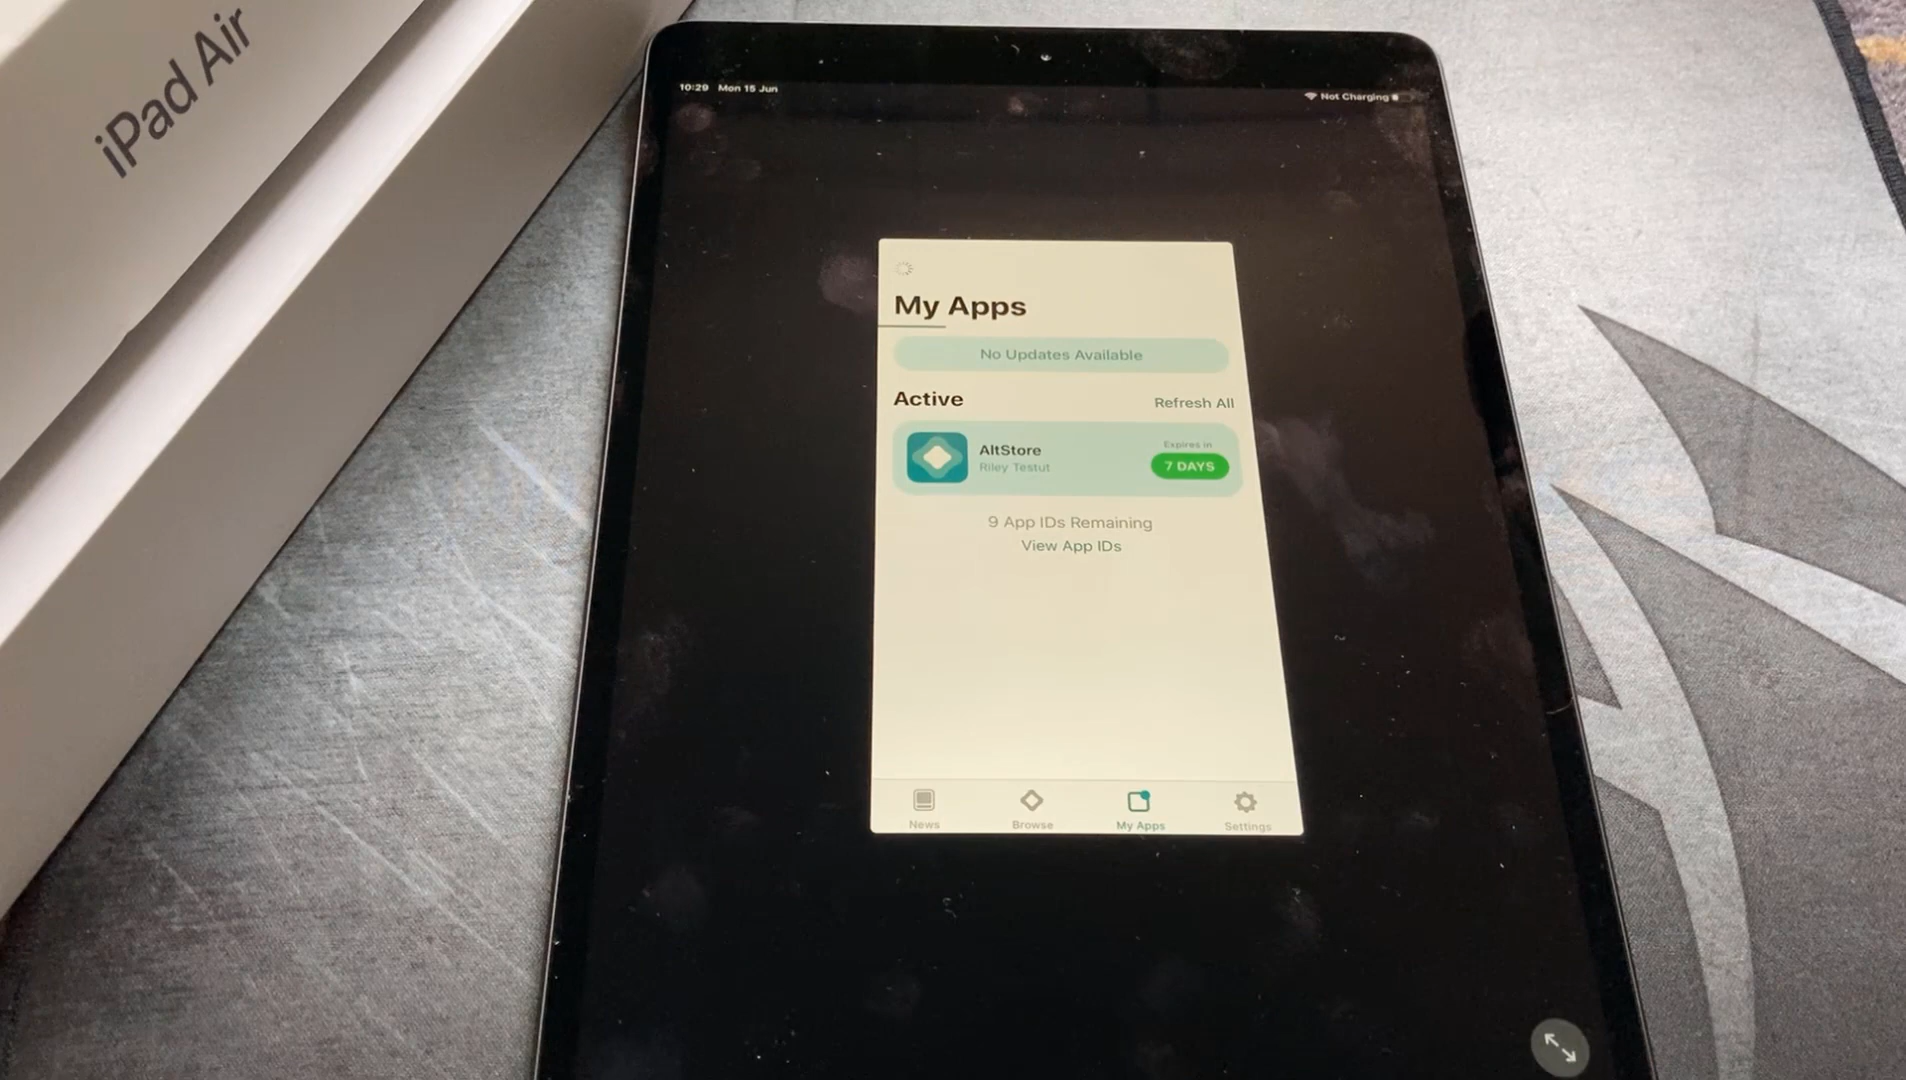 iPad Air
10:29 Mon 15 Jun
Not Charging
My Apps
No Updates Available
Active
Refresh All
AltStore
Riley Testut
Expires in
7 DAYS
9 App IDs Remaining
View App IDs
News
Browse
My Apps
Settings